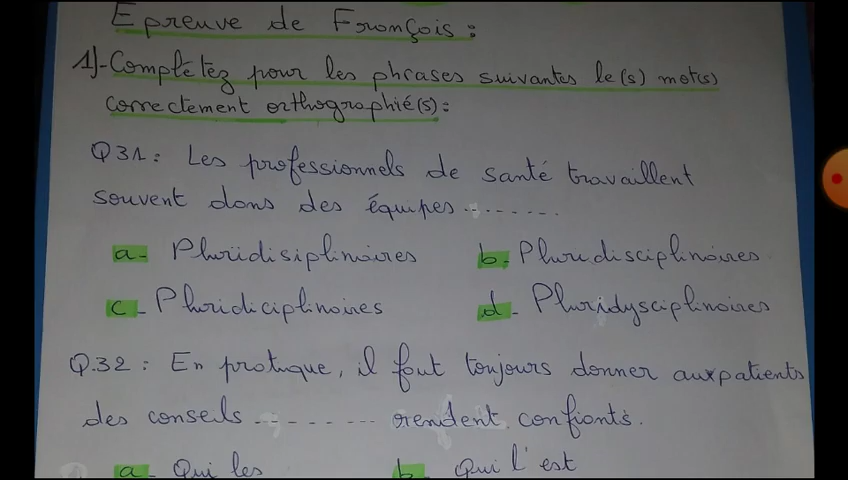 Epreuve de Français :
1)- Complétez pour les phrases suivantes le(s) mot(s)
correctement orthographié(s) :
Q31 : Les professionnels de santé travaillent
souvent dans des équipes .........
a- Pluridisiplinaires b- Pluridisciplinaires
c- Pluridiciplinaires d- Pluridysciplinaires
Q.32 : En pratique, il faut toujours donner aux patients
des conseils ......... rendent confiants.
a- Qui les b- Qui l'est